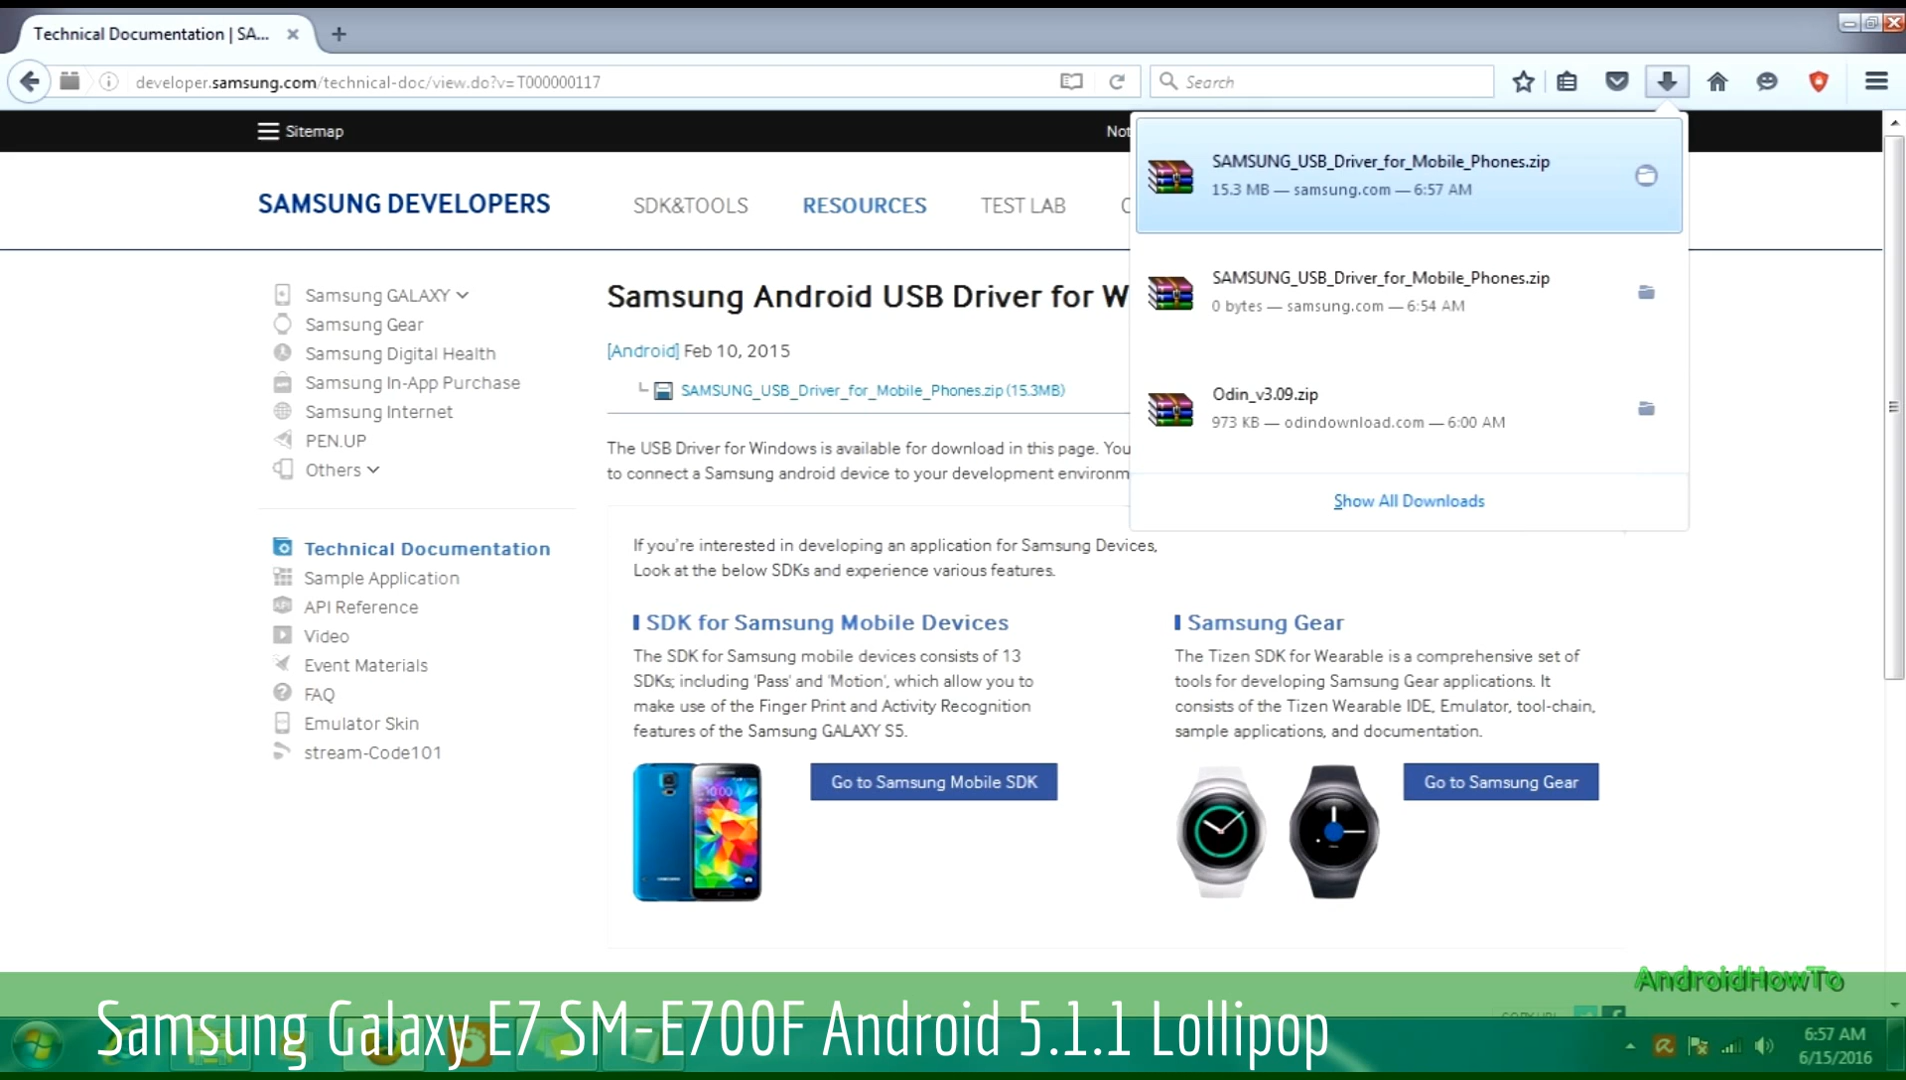 Technical Documentation | SA...
developer.samsung.com/technical-doc/view.do?v=T000000117
Search
Sitemap
Not
SAMSUNG DEVELOPERS
SDK&TOOLS
RESOURCES
TEST LAB
SAMSUNG_USB_Driver_for_Mobile_Phones.zip
15.3 MB — samsung.com — 6:57 AM
SAMSUNG_USB_Driver_for_Mobile_Phones.zip
0 bytes — samsung.com — 6:54 AM
Odin_v3.09.zip
973 KB — odindownload.com — 6:00 AM
Show All Downloads
Samsung GALAXY
Samsung Gear
Samsung Digital Health
Samsung In-App Purchase
Samsung Internet
PEN.UP
Others
Technical Documentation
Sample Application
API Reference
Video
Event Materials
FAQ
Emulator Skin
stream-Code101
Samsung Android USB Driver for W
[Android] Feb 10, 2015
SAMSUNG_USB_Driver_for_Mobile_Phones.zip (15.3MB)
The USB Driver for Windows is available for download in this page. You
to connect a Samsung android device to your development environm
If you're interested in developing an application for Samsung Devices,
Look at the below SDKs and experience various features.
SDK for Samsung Mobile Devices
The SDK for Samsung mobile devices consists of 13
SDKs; including 'Pass' and 'Motion', which allow you to
make use of the Finger Print and Activity Recognition
features of the Samsung GALAXY S5.
Go to Samsung Mobile SDK
Samsung Gear
The Tizen SDK for Wearable is a comprehensive set of
tools for developing Samsung Gear applications. It
consists of the Tizen Wearable IDE, Emulator, tool-chain,
sample applications, and documentation.
Go to Samsung Gear
AndroidHowTo
COPY URL
Samsung Galaxy E7 SM-E700F Android 5.1.1 Lollipop
6:57 AM
6/15/2016